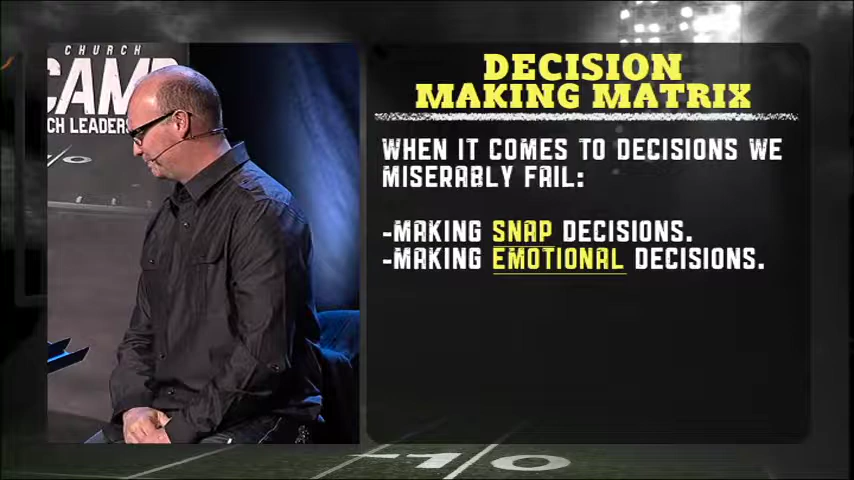 CHURCH
CAMP
CH LEADERS
10
DECISION
MAKING MATRIX
WHEN IT COMES TO DECISIONS WE
MISERABLY FAIL:
-MAKING SNAP DECISIONS.
-MAKING EMOTIONAL DECISIONS.
10